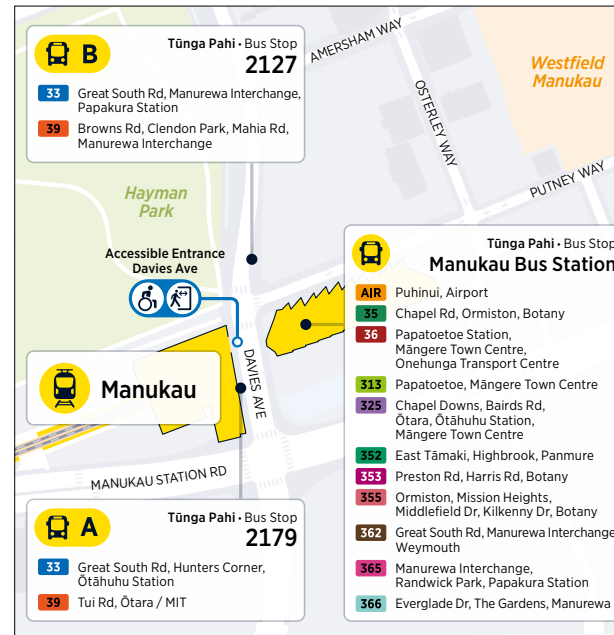 B
Tūnga Pahi • Bus Stop
2127
33 Great South Rd, Manurewa Interchange,
Papakura Station
39 Browns Rd, Clendon Park, Mahia Rd,
Manurewa Interchange
AMERSHAM WAY
OSTERLEY WAY
Westfield
Manukau
PUTNEY WAY
Hayman
Park
Accessible Entrance
Davies Ave
Manukau
DAVIES AVE
MANUKAU STATION RD
A
Tūnga Pahi • Bus Stop
2179
33 Great South Rd, Hunters Corner,
Ōtāhuhu Station
39 Tui Rd, Ōtara / MIT
Tūnga Pahi • Bus Stop
Manukau Bus Station
AIR Puhinui, Airport
35 Chapel Rd, Ormiston, Botany
36 Papatoetoe Station,
Māngere Town Centre,
Onehunga Transport Centre
313 Papatoetoe, Māngere Town Centre
325 Chapel Downs, Bairds Rd,
Ōtara, Ōtāhuhu Station,
Māngere Town Centre
352 East Tāmaki, Highbrook, Panmure
353 Preston Rd, Harris Rd, Botany
355 Ormiston, Mission Heights,
Middlefield Dr, Kilkenny Dr, Botany
362 Great South Rd, Manurewa Interchange
Weymouth
365 Manurewa Interchange,
Randwick Park, Papakura Station
366 Everglade Dr, The Gardens, Manurewa